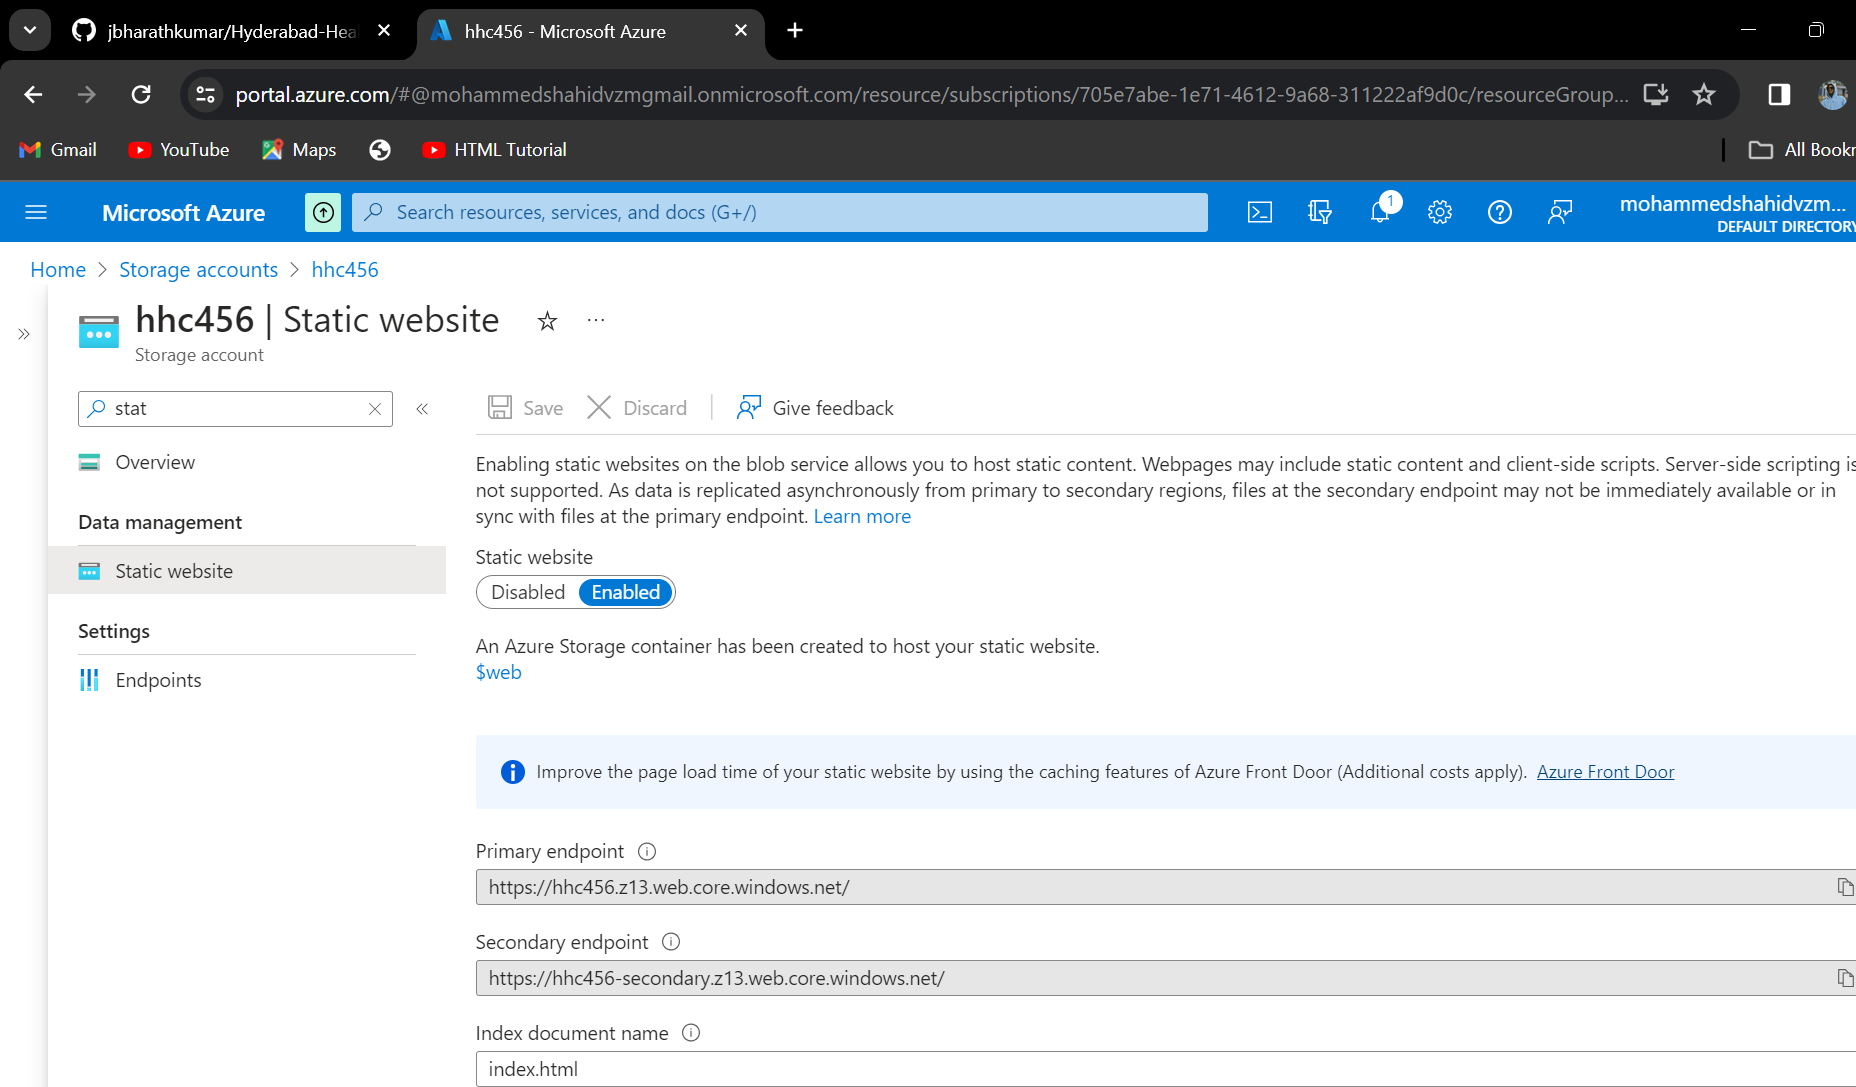 jbharathkumar/Hyderabad-Hea
hhc456 - Microsoft Azure
portal.azure.com/#@mohammedshahidvzmgmail.onmicrosoft.com/resource/subscriptions/705e7abe-1e71-4612-9a68-311222af9d0c/resourceGroup...
Gmail
YouTube
Maps
HTML Tutorial
All Bookr
Microsoft Azure
Search resources, services, and docs (G+/)
1
mohammedshahidvzm...
DEFAULT DIRECTORY
Home > Storage accounts > hhc456
hhc456 | Static website
Storage account
stat
Overview
Data management
Static website
Settings
Endpoints
Save
Discard
Give feedback
Enabling static websites on the blob service allows you to host static content. Webpages may include static content and client-side scripts. Server-side scripting is
not supported. As data is replicated asynchronously from primary to secondary regions, files at the secondary endpoint may not be immediately available or in
sync with files at the primary endpoint. Learn more
Static website
Disabled Enabled
An Azure Storage container has been created to host your static website.
$web
Improve the page load time of your static website by using the caching features of Azure Front Door (Additional costs apply). Azure Front Door
Primary endpoint
https://hhc456.z13.web.core.windows.net/
Secondary endpoint
https://hhc456-secondary.z13.web.core.windows.net/
Index document name
index.html